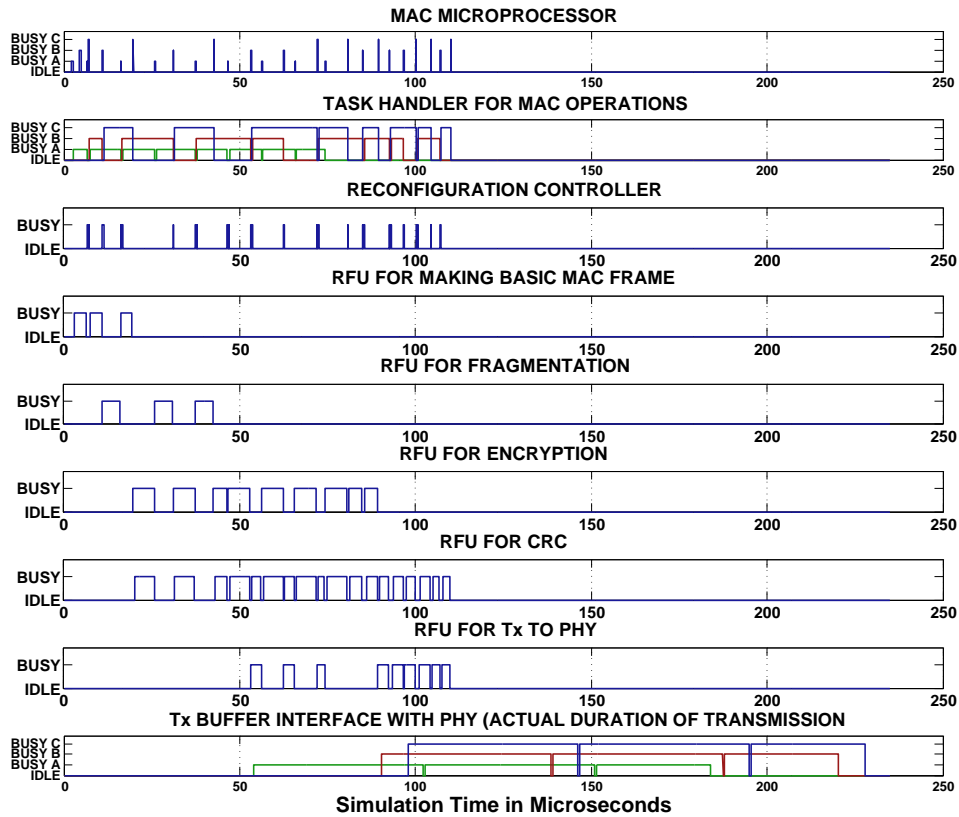 MAC MICROPROCESSOR
BUSY C
BUSY B
BUSY A
IDLE
0 50 100 150 200 250
TASK HANDLER FOR MAC OPERATIONS
BUSY C
BUSY B
BUSY A
IDLE
0 50 100 150 200 250
RECONFIGURATION CONTROLLER
BUSY
IDLE
0 50 100 150 200 250
RFU FOR MAKING BASIC MAC FRAME
BUSY
IDLE
0 50 100 150 200 250
RFU FOR FRAGMENTATION
BUSY
IDLE
0 50 100 150 200 250
RFU FOR ENCRYPTION
BUSY
IDLE
0 50 100 150 200 250
RFU FOR CRC
BUSY
IDLE
0 50 100 150 200 250
RFU FOR Tx TO PHY
BUSY
IDLE
0 50 100 150 200 250
Tx BUFFER INTERFACE WITH PHY (ACTUAL DURATION OF TRANSMISSION
BUSY C
BUSY B
BUSY A
IDLE
0 50 100 150 200 250
Simulation Time in Microseconds